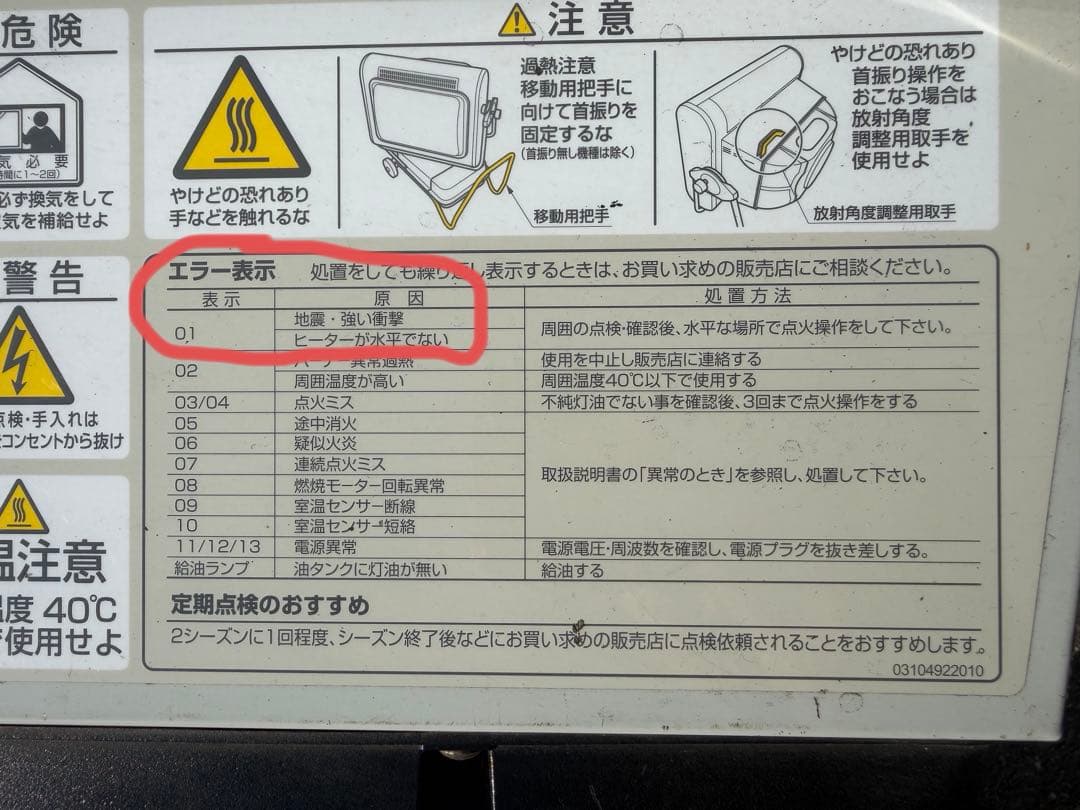 危険
気 必 要
時間に1〜2回)
必ず換気をして
気を補給せよ
注意
やけどの恐れあり
手などを触れるな
過熱注意
移動用把手に
向けて首振りを
固定するな
(首振り無し機種は除く)
移動用把手
やけどの恐れあり
首振り操作を
おこなう場合は
放射角度
調整用取手を
使用せよ
放射角度調整用取手
警告
点検・手入れは
コンセントから抜け
温注意
温度 40℃
で使用せよ
エラー表示 処置をしても繰り返し表示するときは、お買い求めの販売店にご相談ください。
表示 原因 処置方法
01 地震・強い衝撃 周囲の点検・確認後、水平な場所で点火操作をして下さい。
ヒーターが水平でない
02 バーナー異常過熱 使用を中止し販売店に連絡する
周囲温度が高い 周囲温度40℃以下で使用する
03/04 点火ミス 不純灯油でない事を確認後、3回まで点火操作をする
05 途中消火
06 疑似火炎
07 連続点火ミス 取扱説明書の「異常のとき」を参照し、処置して下さい。
08 燃焼モーター回転異常
09 室温センサー断線
10 室温センサー短絡
11/12/13 電源異常 電源電圧・周波数を確認し、電源プラグを抜き差しする。
給油ランプ 油タンクに灯油が無い 給油する
定期点検のおすすめ
2シーズンに1回程度、シーズン終了後などにお買い求めの販売店に点検依頼されることをおすすめします。
03104922010